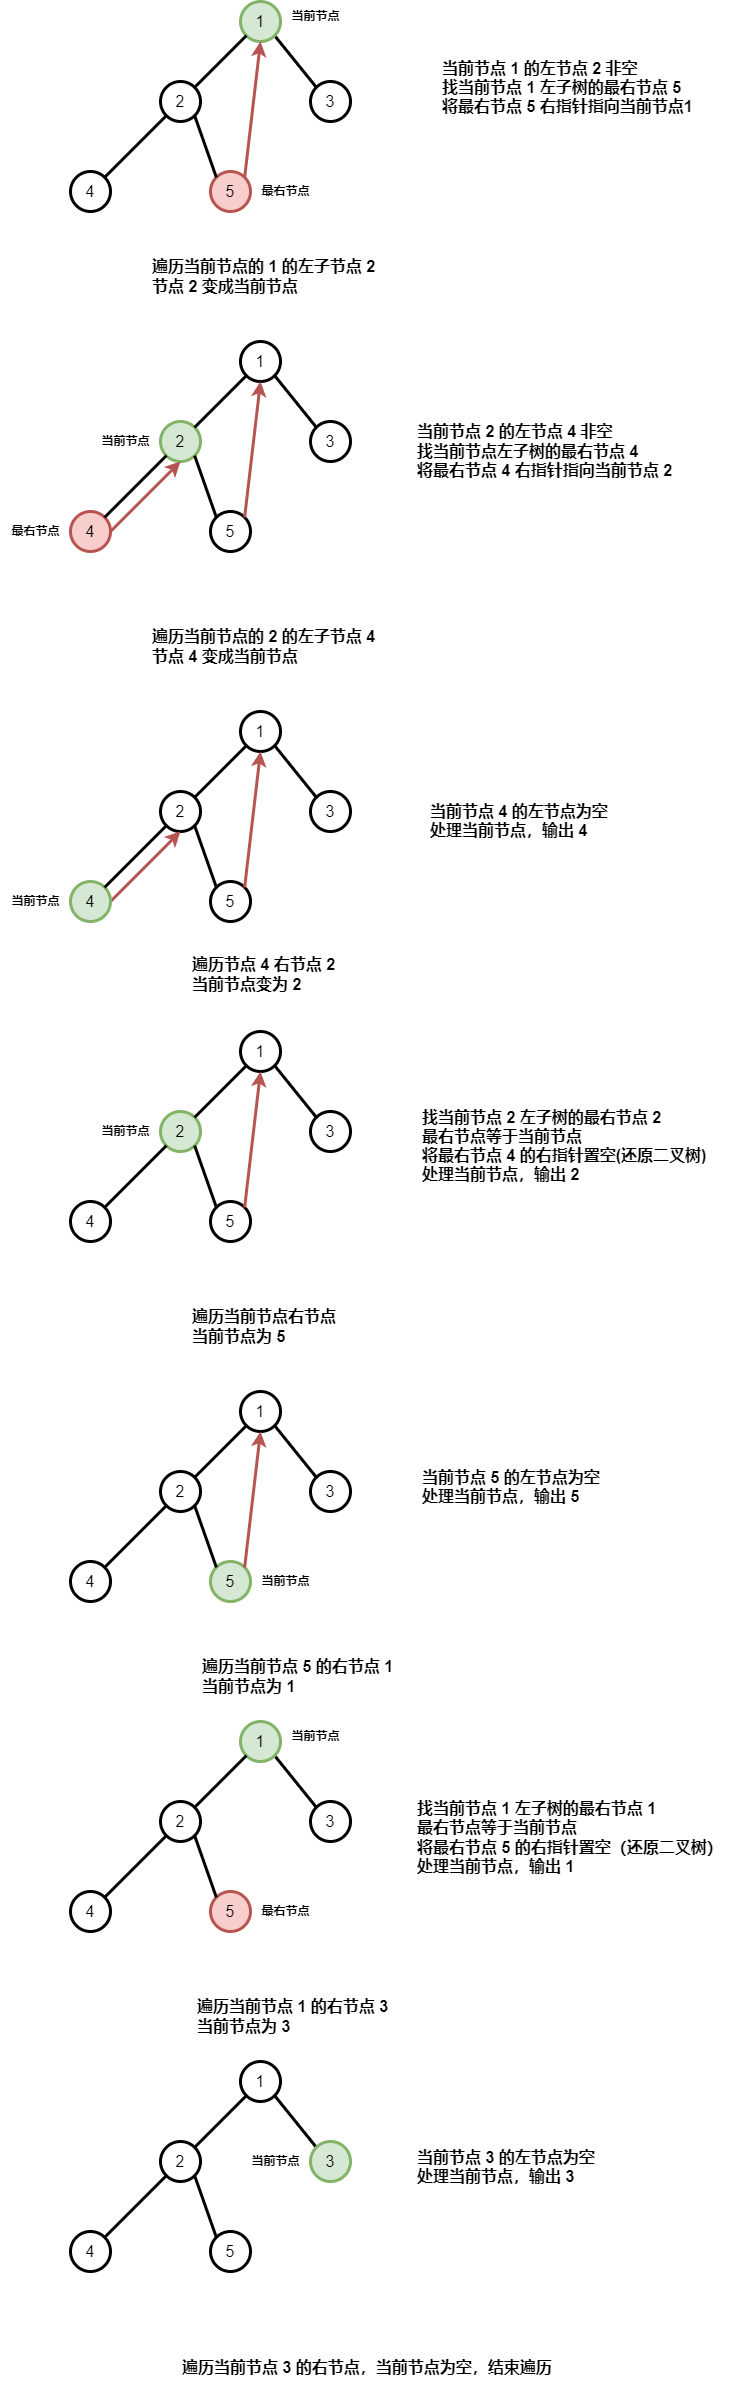 1
当前节点
2
3
4
5
最右节点
当前节点 1 的左节点 2 非空
找当前节点 1 左子树的最右节点 5
将最右节点 5 右指针指向当前节点1
遍历当前节点的 1 的左子节点 2
节点 2 变成当前节点
1
当前节点
2
3
最右节点
4
5
当前节点 2 的左节点 4 非空
找当前节点左子树的最右节点 4
将最右节点 4 右指针指向当前节点 2
遍历当前节点的 2 的左子节点 4
节点 4 变成当前节点
1
2
3
当前节点
4
5
当前节点 4 的左节点为空
处理当前节点，输出 4
遍历节点 4 右节点 2
当前节点变为 2
1
当前节点
2
3
4
5
找当前节点 2 左子树的最右节点 2
最右节点等于当前节点
将最右节点 4 的右指针置空(还原二叉树)
处理当前节点，输出 2
遍历当前节点右节点
当前节点为 5
1
2
3
4
5
当前节点
当前节点 5 的左节点为空
处理当前节点，输出 5
遍历当前节点 5 的右节点 1
当前节点为 1
1
当前节点
2
3
4
5
最右节点
找当前节点 1 左子树的最右节点 1
最右节点等于当前节点
将最右节点 5 的右指针置空（还原二叉树）
处理当前节点，输出 1
遍历当前节点 1 的右节点 3
当前节点为 3
1
2
当前节点
3
4
5
当前节点 3 的左节点为空
处理当前节点，输出 3
遍历当前节点 3 的右节点，当前节点为空，结束遍历